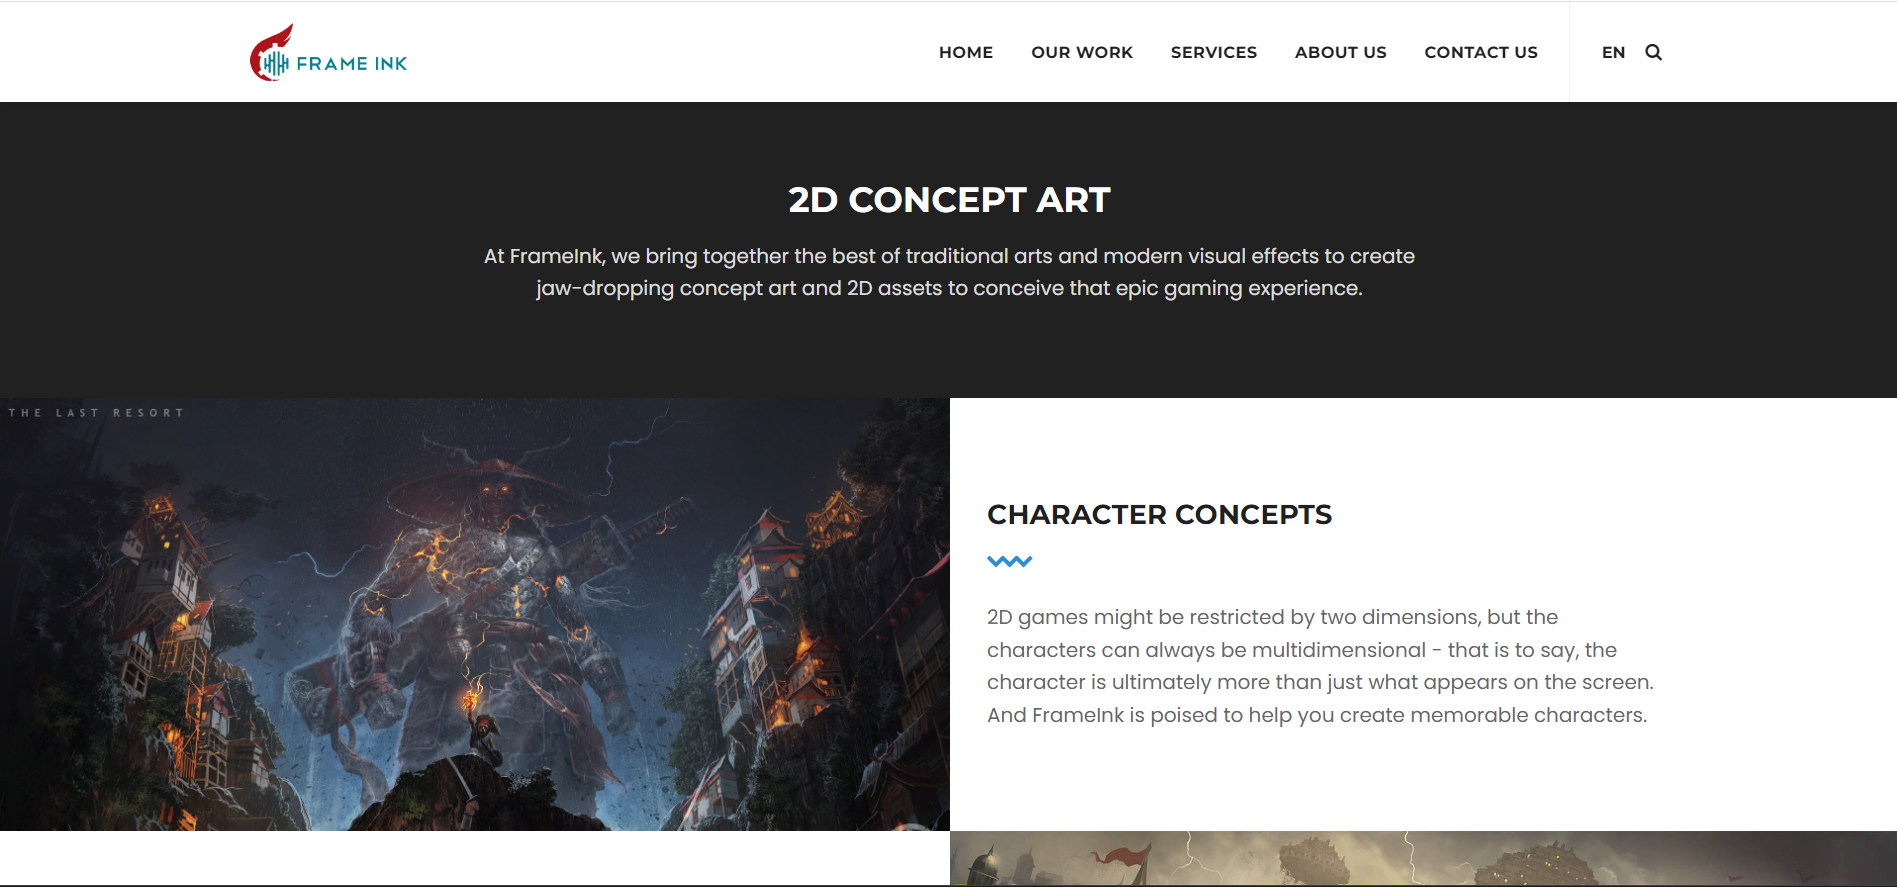 FRAME INK
HOME
OUR WORK
SERVICES
ABOUT US
CONTACT US
EN
2D CONCEPT ART
At FrameInk, we bring together the best of traditional arts and modern visual effects to create
jaw-dropping concept art and 2D assets to conceive that epic gaming experience.
THE LAST RESORT
CHARACTER CONCEPTS
2D games might be restricted by two dimensions, but the
characters can always be multidimensional - that is to say, the
character is ultimately more than just what appears on the screen.
And FrameInk is poised to help you create memorable characters.